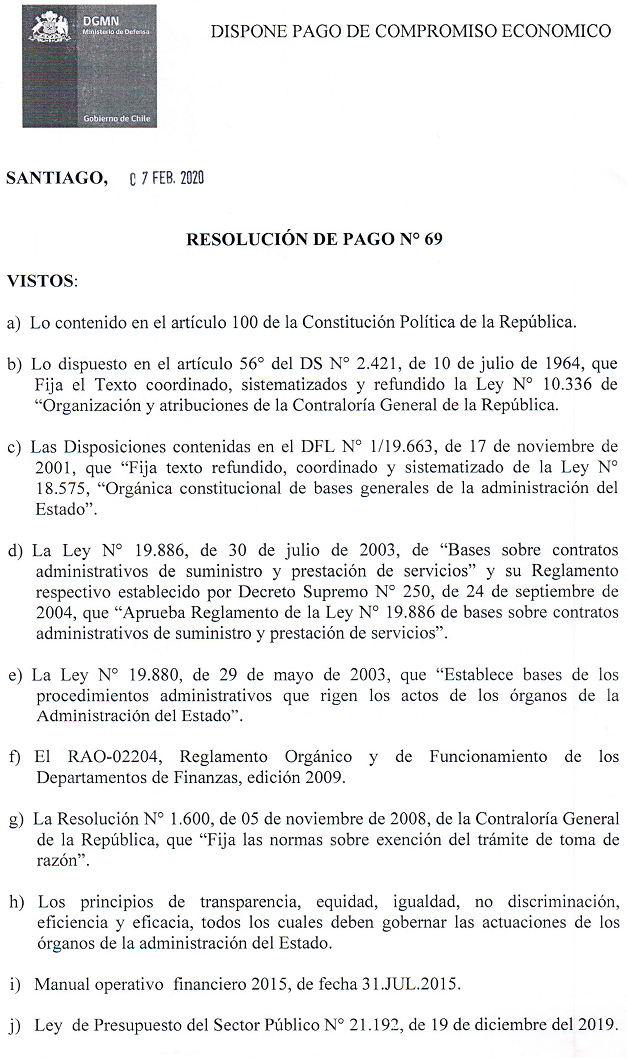 DGMN
Ministerio de Defensa
Gobierno de Chile
DISPONE PAGO DE COMPROMISO ECONOMICO
SANTIAGO, 07 FEB. 2020
RESOLUCIÓN DE PAGO N° 69
VISTOS:
a) Lo contenido en el artículo 100 de la Constitución Política de la República.
b) Lo dispuesto en el artículo 56° del DS N° 2.421, de 10 de julio de 1964, que
Fija el Texto coordinado, sistematizados y refundido la Ley N° 10.336 de
“Organización y atribuciones de la Contraloría General de la República.
c) Las Disposiciones contenidas en el DFL N° 1/19.663, de 17 de noviembre de
2001, que “Fija texto refundido, coordinado y sistematizado de la Ley N°
18.575, “Orgánica constitucional de bases generales de la administración del
Estado”.
d) La Ley N° 19.886, de 30 de julio de 2003, de “Bases sobre contratos
administrativos de suministro y prestación de servicios” y su Reglamento
respectivo establecido por Decreto Supremo N° 250, de 24 de septiembre de
2004, que “Aprueba Reglamento de la Ley N° 19.886 de bases sobre contratos
administrativos de suministro y prestación de servicios”.
e) La Ley N° 19.880, de 29 de mayo de 2003, que “Establece bases de los
procedimientos administrativos que rigen los actos de los órganos de la
Administración del Estado”.
f) El RAO-02204, Reglamento Orgánico y de Funcionamiento de los
Departamentos de Finanzas, edición 2009.
g) La Resolución N° 1.600, de 05 de noviembre de 2008, de la Contraloría General
de la República, que “Fija las normas sobre exención del trámite de toma de
razón”.
h) Los principios de transparencia, equidad, igualdad, no discriminación,
eficiencia y eficacia, todos los cuales deben gobernar las actuaciones de los
órganos de la administración del Estado.
i) Manual operativo financiero 2015, de fecha 31.JUL.2015.
j) Ley de Presupuesto del Sector Público N° 21.192, de 19 de diciembre del 2019.